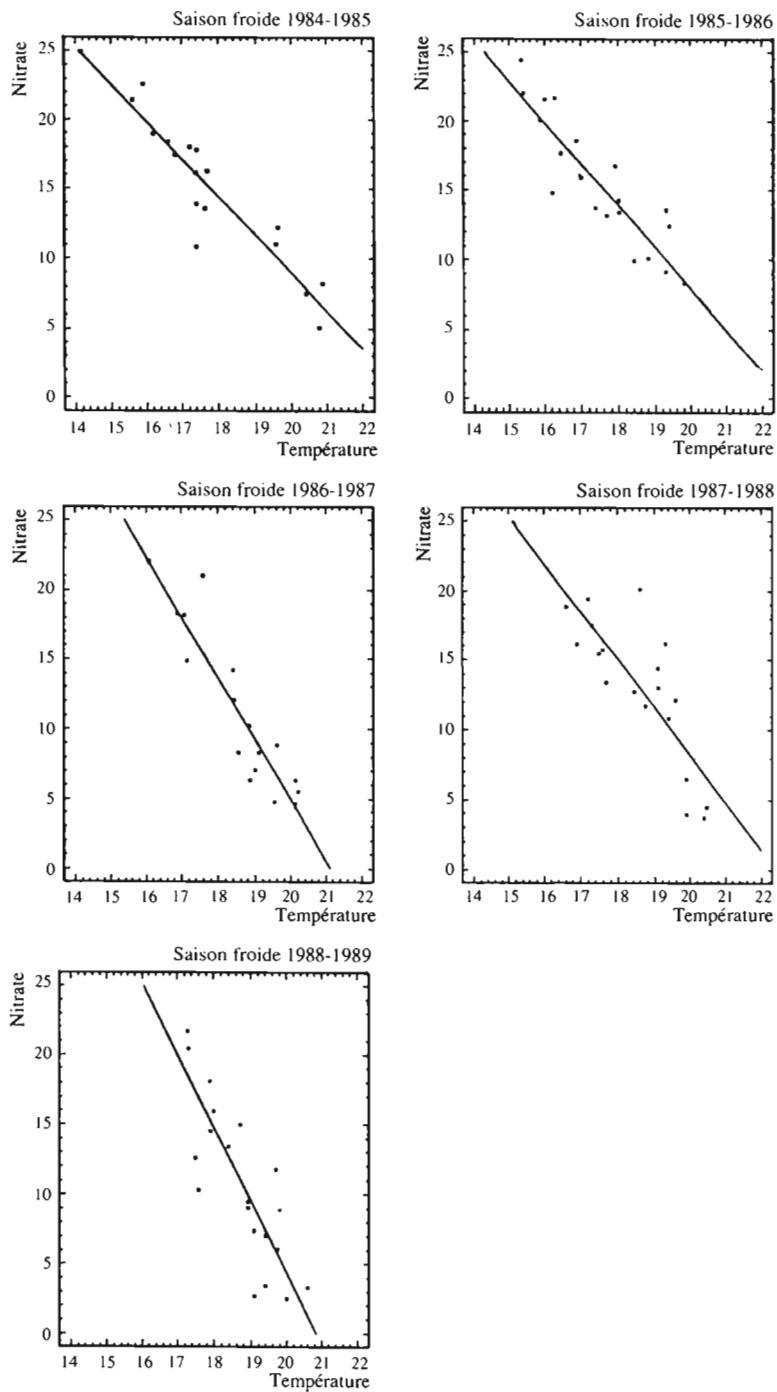 Saison froide 1984-1985
Nitrate
25
20
15
10
5
0
14 15 16 17 18 19 20 21 22
Température
Saison froide 1985-1986
Nitrate
25
20
15
10
5
0
14 15 16 17 18 19 20 21 22
Température
Saison froide 1986-1987
Nitrate
25
20
15
10
5
0
14 15 16 17 18 19 20 21 22
Température
Saison froide 1987-1988
Nitrate
25
20
15
10
5
0
14 15 16 17 18 19 20 21 22
Température
Saison froide 1988-1989
Nitrate
25
20
15
10
5
0
14 15 16 17 18 19 20 21 22
Température